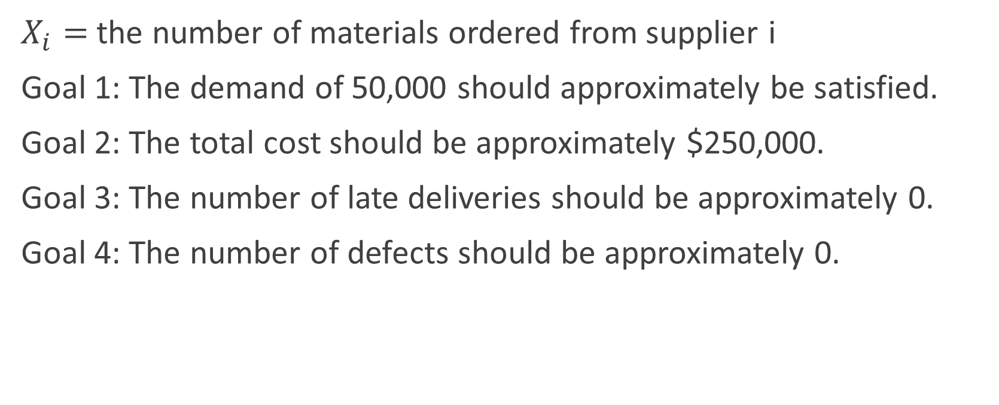 𝑋ᵢ = the number of materials ordered from supplier i
Goal 1: The demand of 50,000 should approximately be satisfied.
Goal 2: The total cost should be approximately $250,000.
Goal 3: The number of late deliveries should be approximately 0.
Goal 4: The number of defects should be approximately 0.